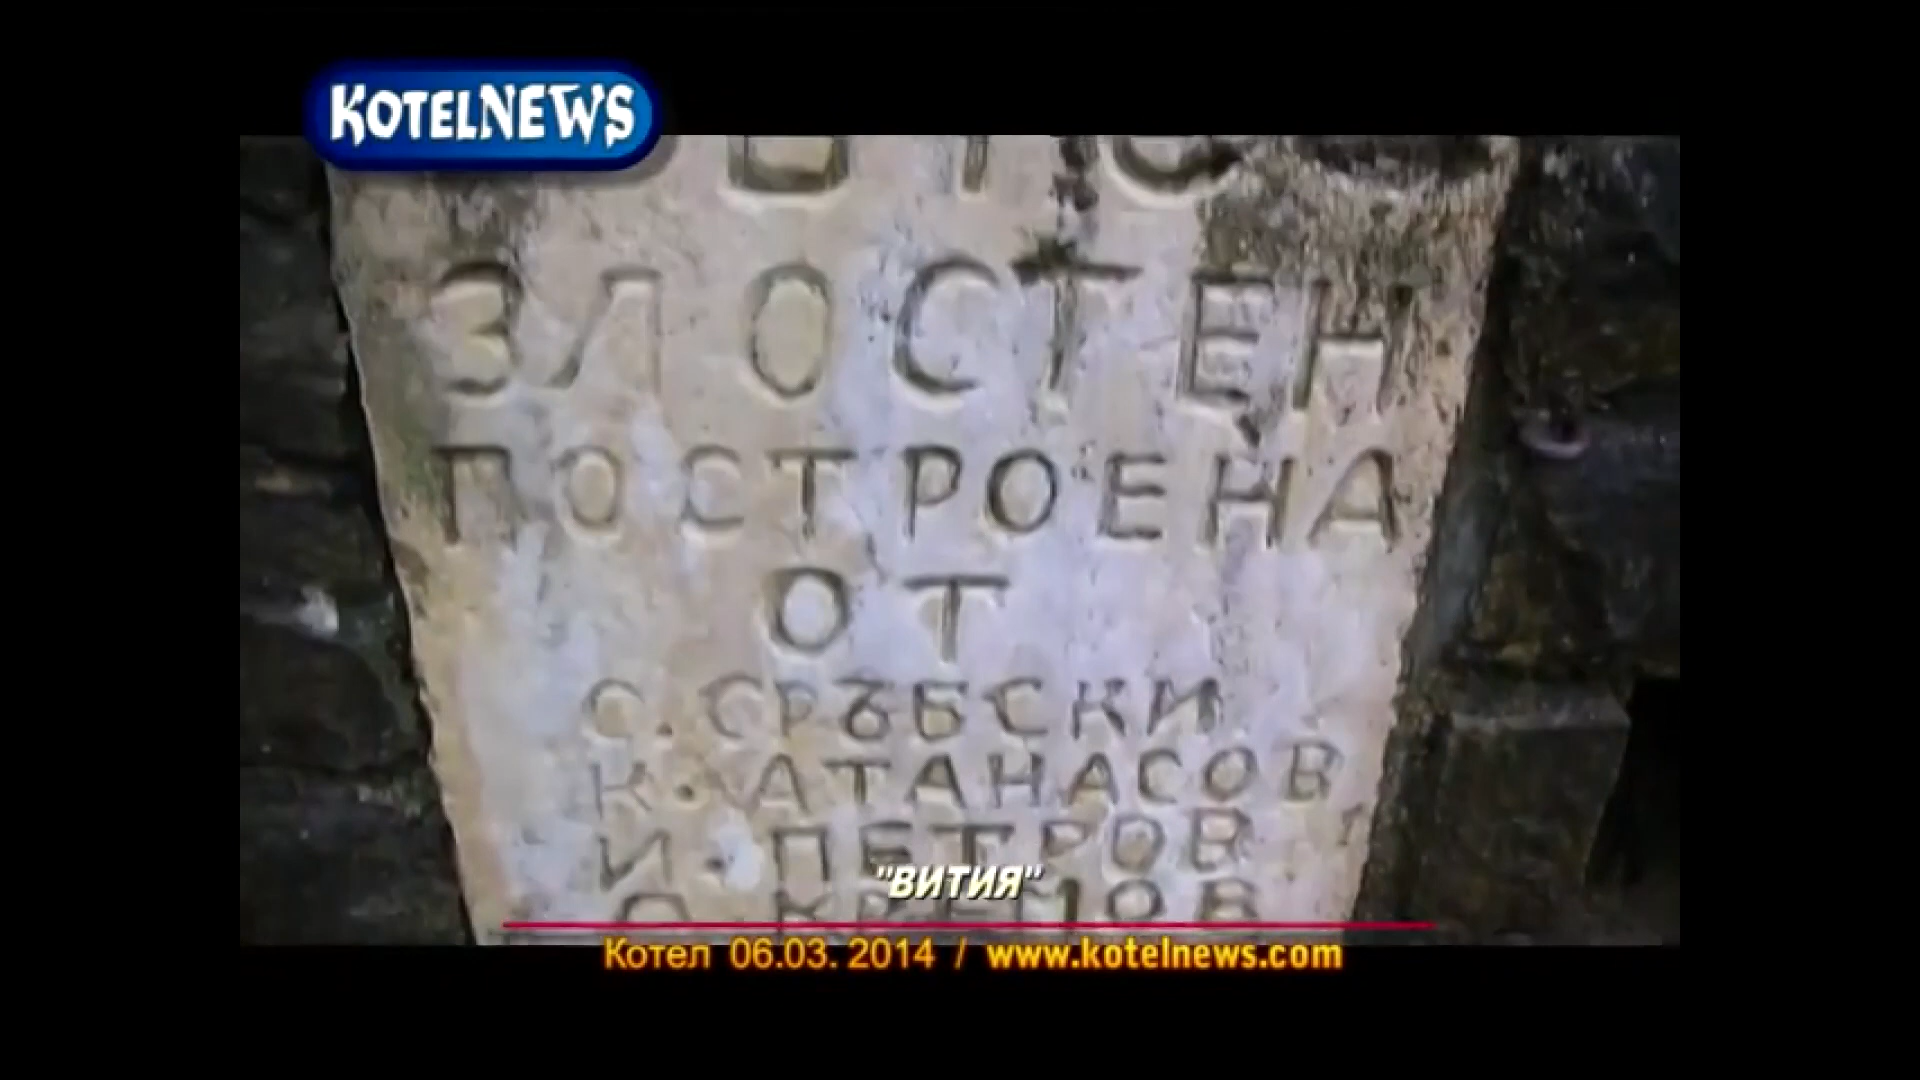 KOTELNEWS
ЗЛОСТЕН
ПОСТРОЕНА
ОТ
С. СРЪБСКИ
К. АТАНАСОВ
И. ПЕТРОВ
"ВИТИЯ"
Котел 06.03. 2014 / www.kotelnews.com